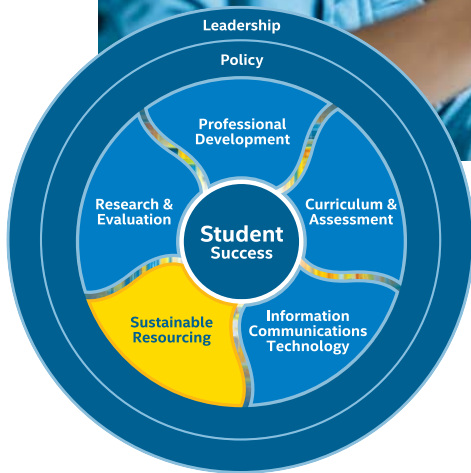 Leadership
Policy
Professional
Development
Research &
Evaluation
Curriculum &
Assessment
Student
Success
Sustainable
Resourcing
Information
Communications
Technology